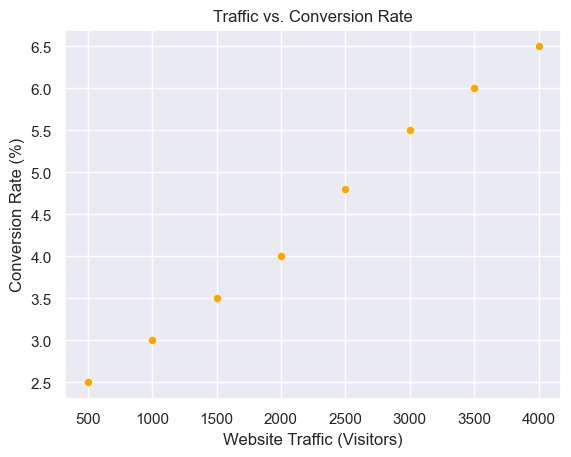 Traffic vs. Conversion Rate
6.5
6.0
5.5
5.0
4.5
4.0
3.5
3.0
2.5
Conversion Rate (%)
500 1000 1500 2000 2500 3000 3500 4000
Website Traffic (Visitors)